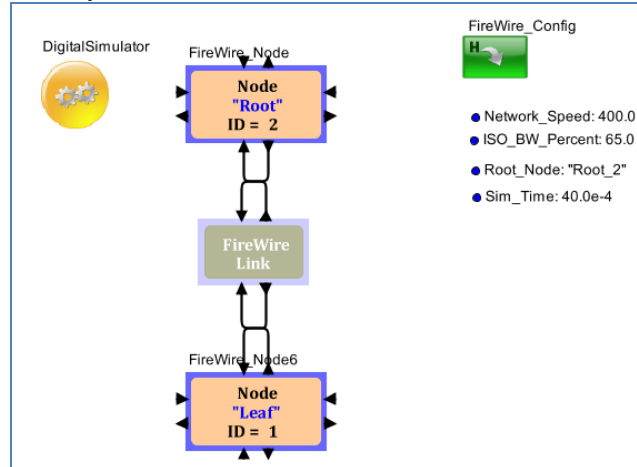 FireWire_Config
DigitalSimulator
FireWire_Node
H
Node
"Root"
ID = 2
Network_Speed: 400.0
ISO_BW_Percent: 65.0
Root_Node: "Root_2"
Sim_Time: 40.0e-4
FireWire
Link
FireWire_Node6
Node
"Leaf"
ID = 1